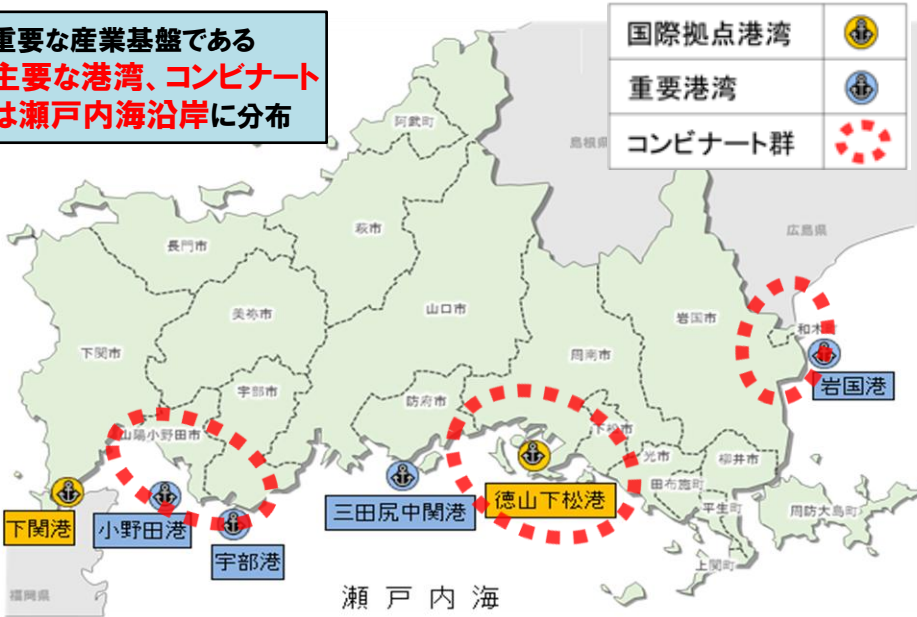 重要な産業基盤である
主要な港湾、コンビナート
は瀬戸内海沿岸に分布
国際拠点港湾
重要港湾
コンビナート群
阿武町
島根県
広島県
萩市
長門市
山口市
美祢市
岩国市
和木町
下関市
周南市
岩国港
宇部市
防府市
下松市
山陽小野田市
光市
柳井市
田布施町
平生町
周防大島町
上関町
下関港
小野田港
宇部港
三田尻中関港
徳山下松港
福岡県
瀬戸内海